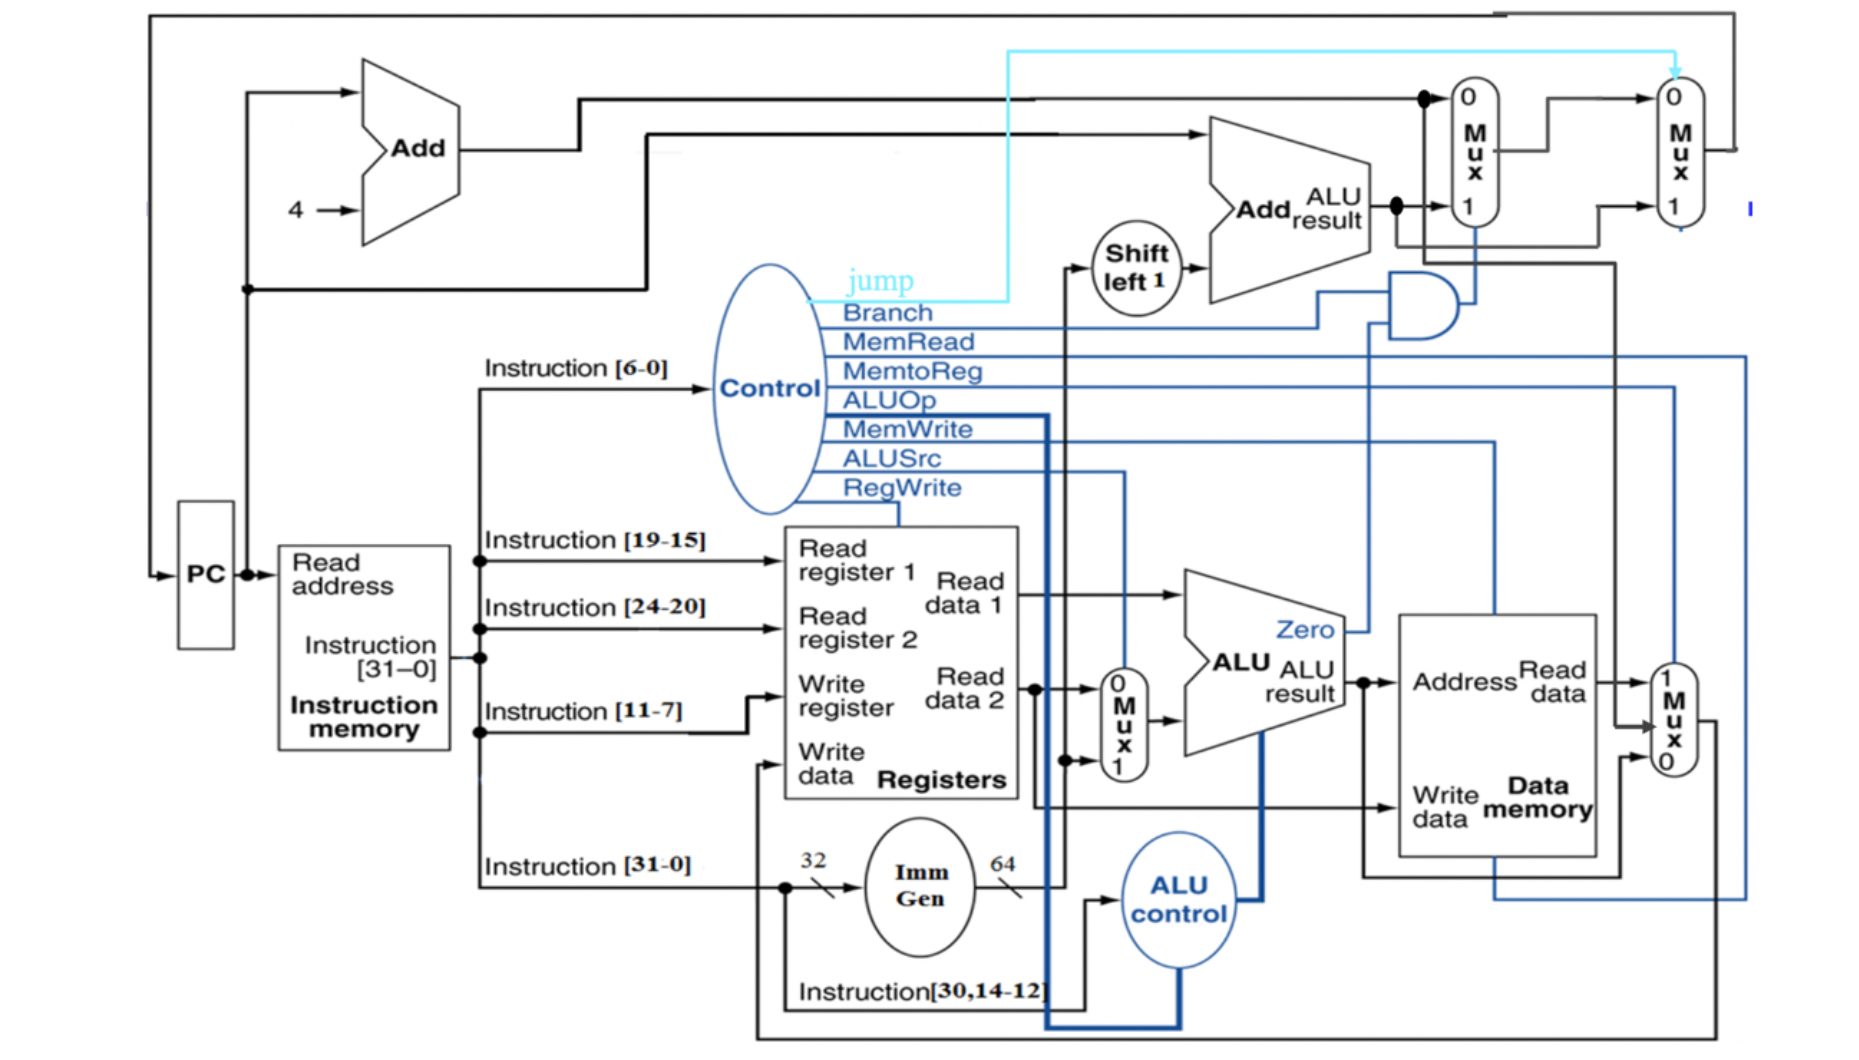 Add
4
Add
ALU
result
0
M
u
x
1
0
M
u
x
1
Shift
left 1
jump
Branch
MemRead
MemtoReg
ALUOp
MemWrite
ALUSrc
RegWrite
Control
Instruction [6-0]
PC
Read
address
Instruction
[31–0]
Instruction
memory
Instruction [19-15]
Instruction [24-20]
Instruction [11-7]
Instruction [31-0]
Read
register 1
Read
data 1
Read
register 2
Write
register
Read
data 2
Write
data
Registers
0
M
u
x
1
Zero
ALU
ALU
result
Address
Read
data
Write
data
Data
memory
1
M
u
x
0
32
Imm
Gen
64
ALU
control
Instruction[30,14-12]